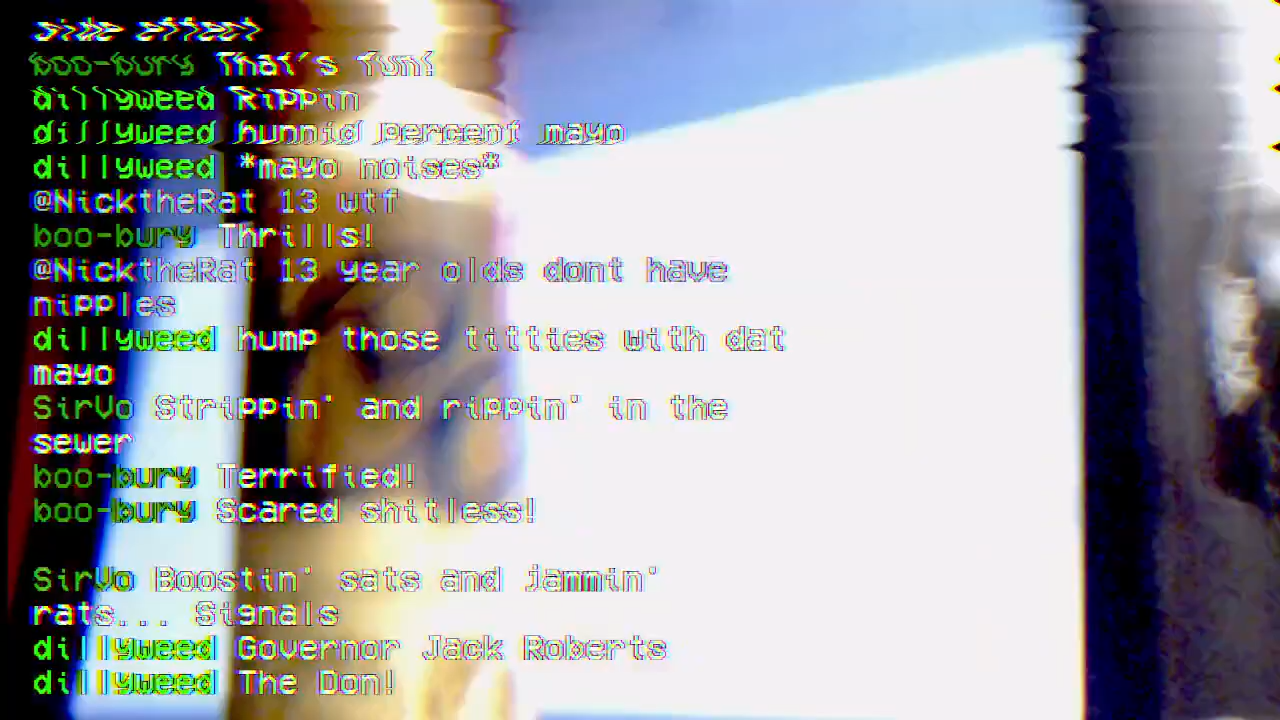 side effect
boo-bury That's fun!
dillyweed Rippin
dillyweed hunnid percent mayo
dillyweed *mayo noises*
@NicktheRat 13 wtf
boo-bury Thrills!
@NicktheRat 13 year olds dont have
nipples
dillyweed hump those titties with dat
mayo
SirVo Strippin' and rippin' in the
sewer
boo-bury Terrified!
boo-bury Scared shitless!
SirVo Boostin' sats and jammin'
rats... Signals
dillyweed Governor Jack Roberts
dillyweed The Don!